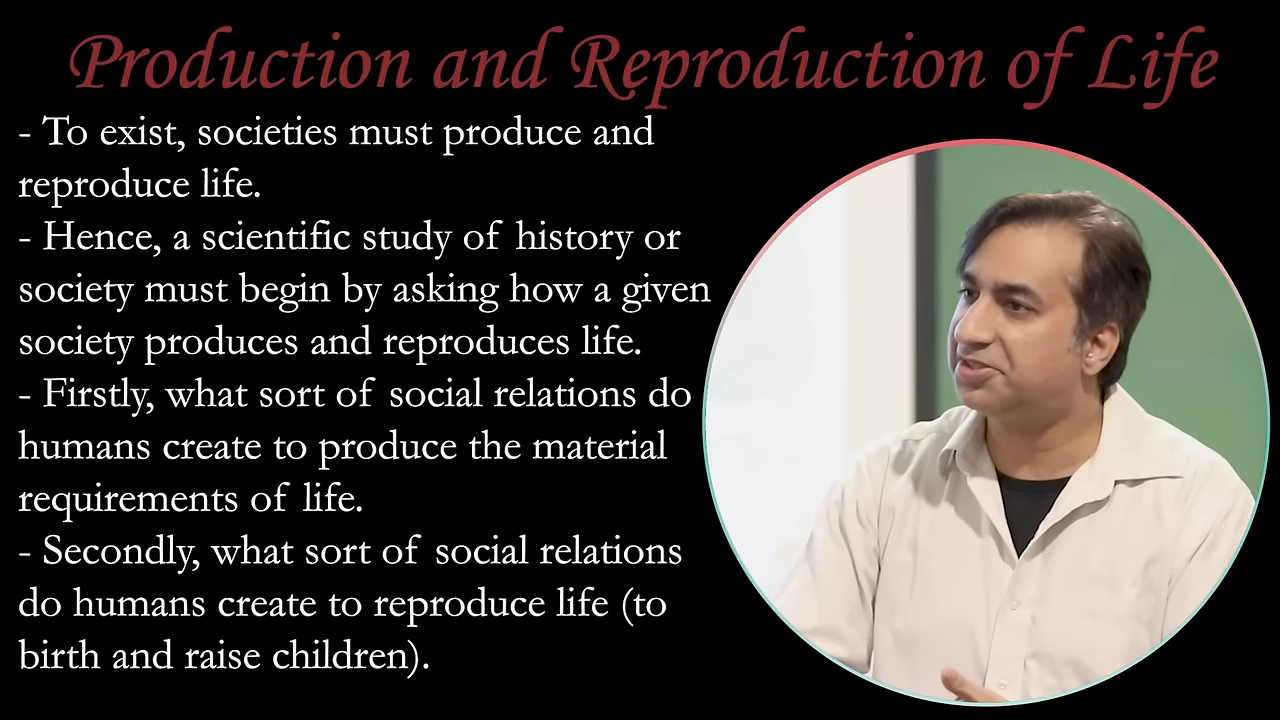 Production and Reproduction of Life
- To exist, societies must produce and
reproduce life.
- Hence, a scientific study of history or
society must begin by asking how a given
society produces and reproduces life.
- Firstly, what sort of social relations do
humans create to produce the material
requirements of life.
- Secondly, what sort of social relations
do humans create to reproduce life (to
birth and raise children).